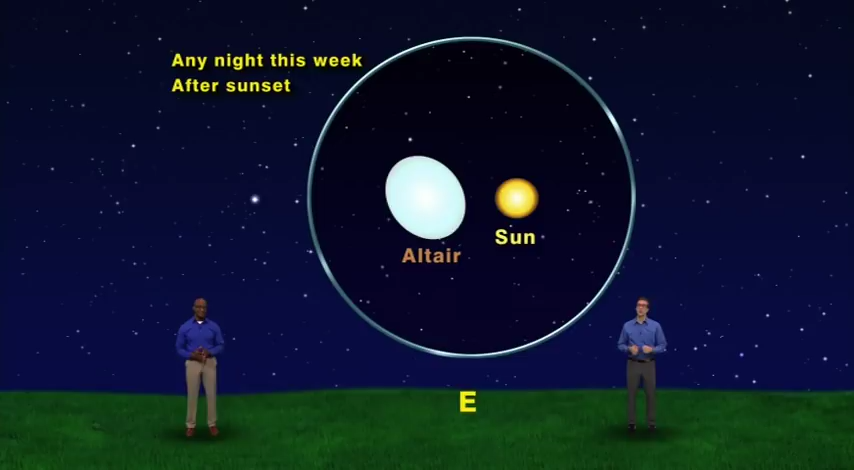 Any night this week
After sunset
Altair
Sun
E